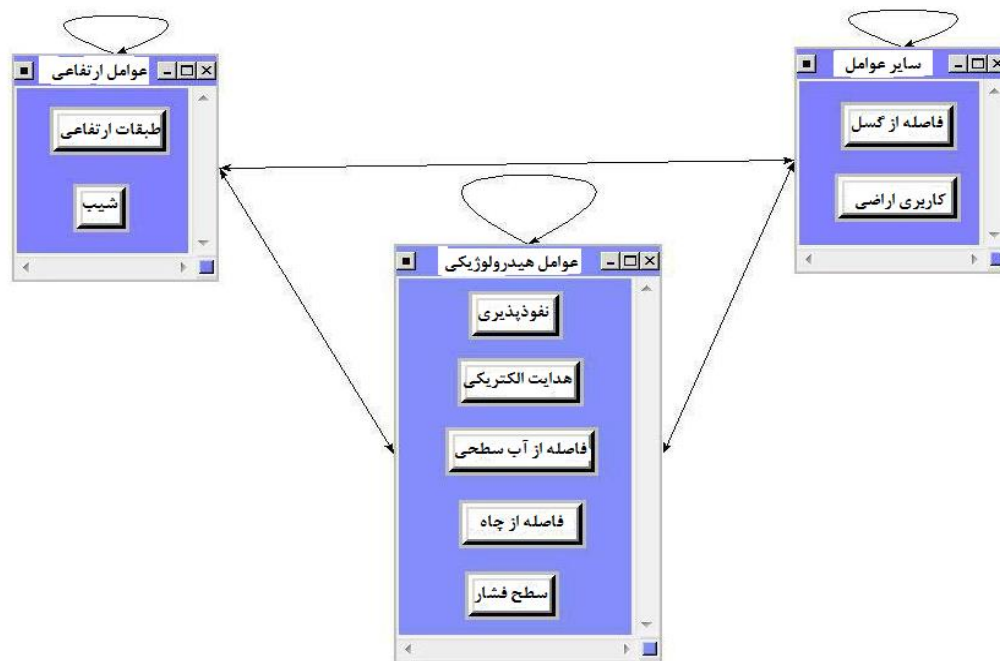 عوامل ارتفاعی
طبقات ارتفاعی
شیب
سایر عوامل
فاصله از گسل
کاربری اراضی
عوامل هیدرولوژیکی
نفوذپذیری
هدایت الکتریکی
فاصله از آب سطحی
فاصله از چاه
سطح فشار